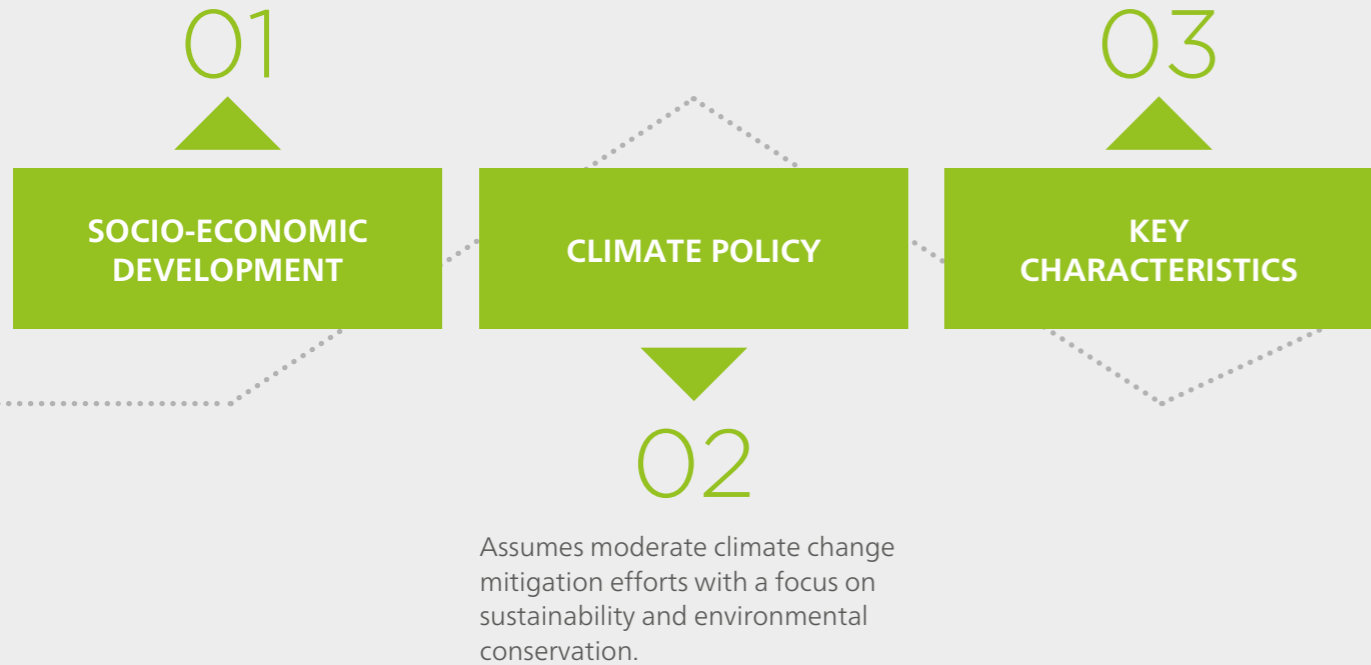 01
03
SOCIO-ECONOMIC
DEVELOPMENT
CLIMATE POLICY
KEY
CHARACTERISTICS
02
Assumes moderate climate change
mitigation efforts with a focus on
sustainability and environmental
conservation.